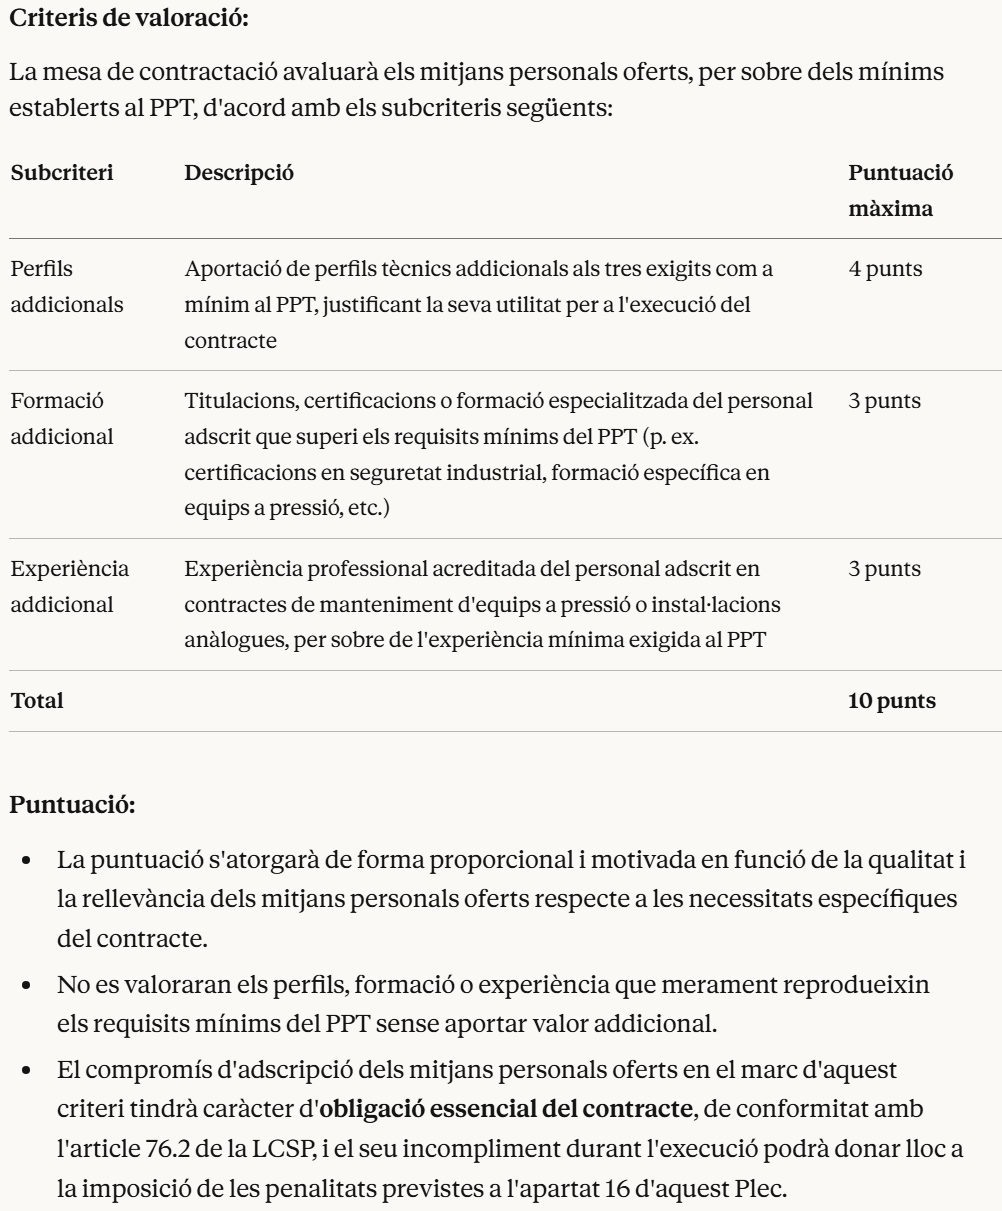 Criteris de valoració:
La mesa de contractació avaluarà els mitjans personals oferts, per sobre dels mínims
establerts al PPT, d'acord amb els subcriteris següents:
Subcriteri Descripció Puntuació
màxima
Perfils Aportació de perfils tècnics addicionals als tres exigits com a 4 punts
addicionals mínim al PPT, justificant la seva utilitat per a l'execució del
contracte
Formació Titulacions, certificacions o formació especialitzada del personal 3 punts
addicional adscrit que superi els requisits mínims del PPT (p. ex.
certificacions en seguretat industrial, formació específica en
equips a pressió, etc.)
Experiència Experiència professional acreditada del personal adscrit en 3 punts
addicional contractes de manteniment d'equips a pressió o instal·lacions
anàlogues, per sobre de l'experiència mínima exigida al PPT
Total 10 punts
Puntuació:
• La puntuació s'atorgarà de forma proporcional i motivada en funció de la qualitat i
la rellevància dels mitjans personals oferts respecte a les necessitats específiques
del contracte.
• No es valoraran els perfils, formació o experiència que merament reprodueixin
els requisits mínims del PPT sense aportar valor addicional.
• El compromís d'adscripció dels mitjans personals oferts en el marc d'aquest
criteri tindrà caràcter d'obligació essencial del contracte, de conformitat amb
l'article 76.2 de la LCSP, i el seu incompliment durant l'execució podrà donar lloc a
la imposició de les penalitats previstes a l'apartat 16 d'aquest Plec.